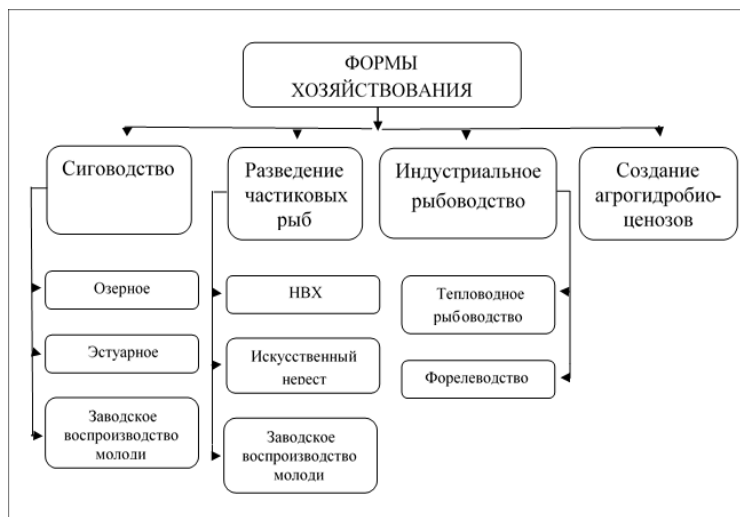 ФОРМЫ
ХОЗЯЙСТВОВАНИЯ
Сиговодство
Разведение
частиковых
рыб
Индустриальное
рыбоводство
Создание
агрогидробио-
ценозов
Озерное
Эстуарное
Заводское
воспроизводство
молоди
НВХ
Искусственный
нерест
Заводское
воспроизводство
молоди
Тепловодное
рыбоводство
Форелеводство